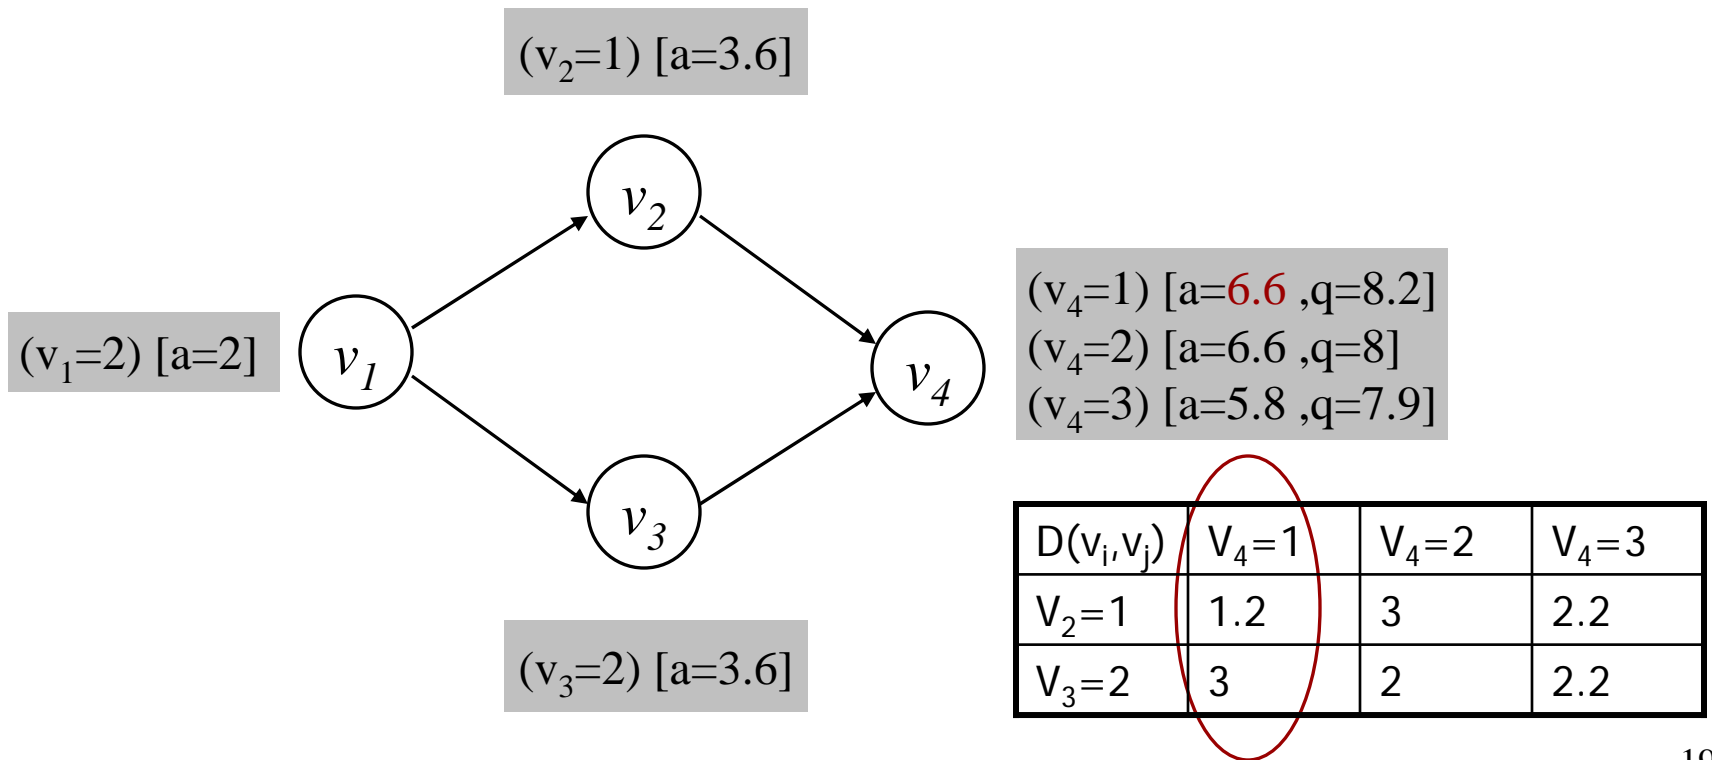 (v₂=1) [a=3.6]
v₂
(v₁=2) [a=2]
v₁
v₄
(v₄=1) [a=6.6 ,q=8.2]
(v₄=2) [a=6.6 ,q=8]
(v₄=3) [a=5.8 ,q=7.9]
v₃
(v₃=2) [a=3.6]
D(vᵢ,vⱼ) V₄=1 V₄=2 V₄=3
V₂=1 1.2 3 2.2
V₃=2 3 2 2.2